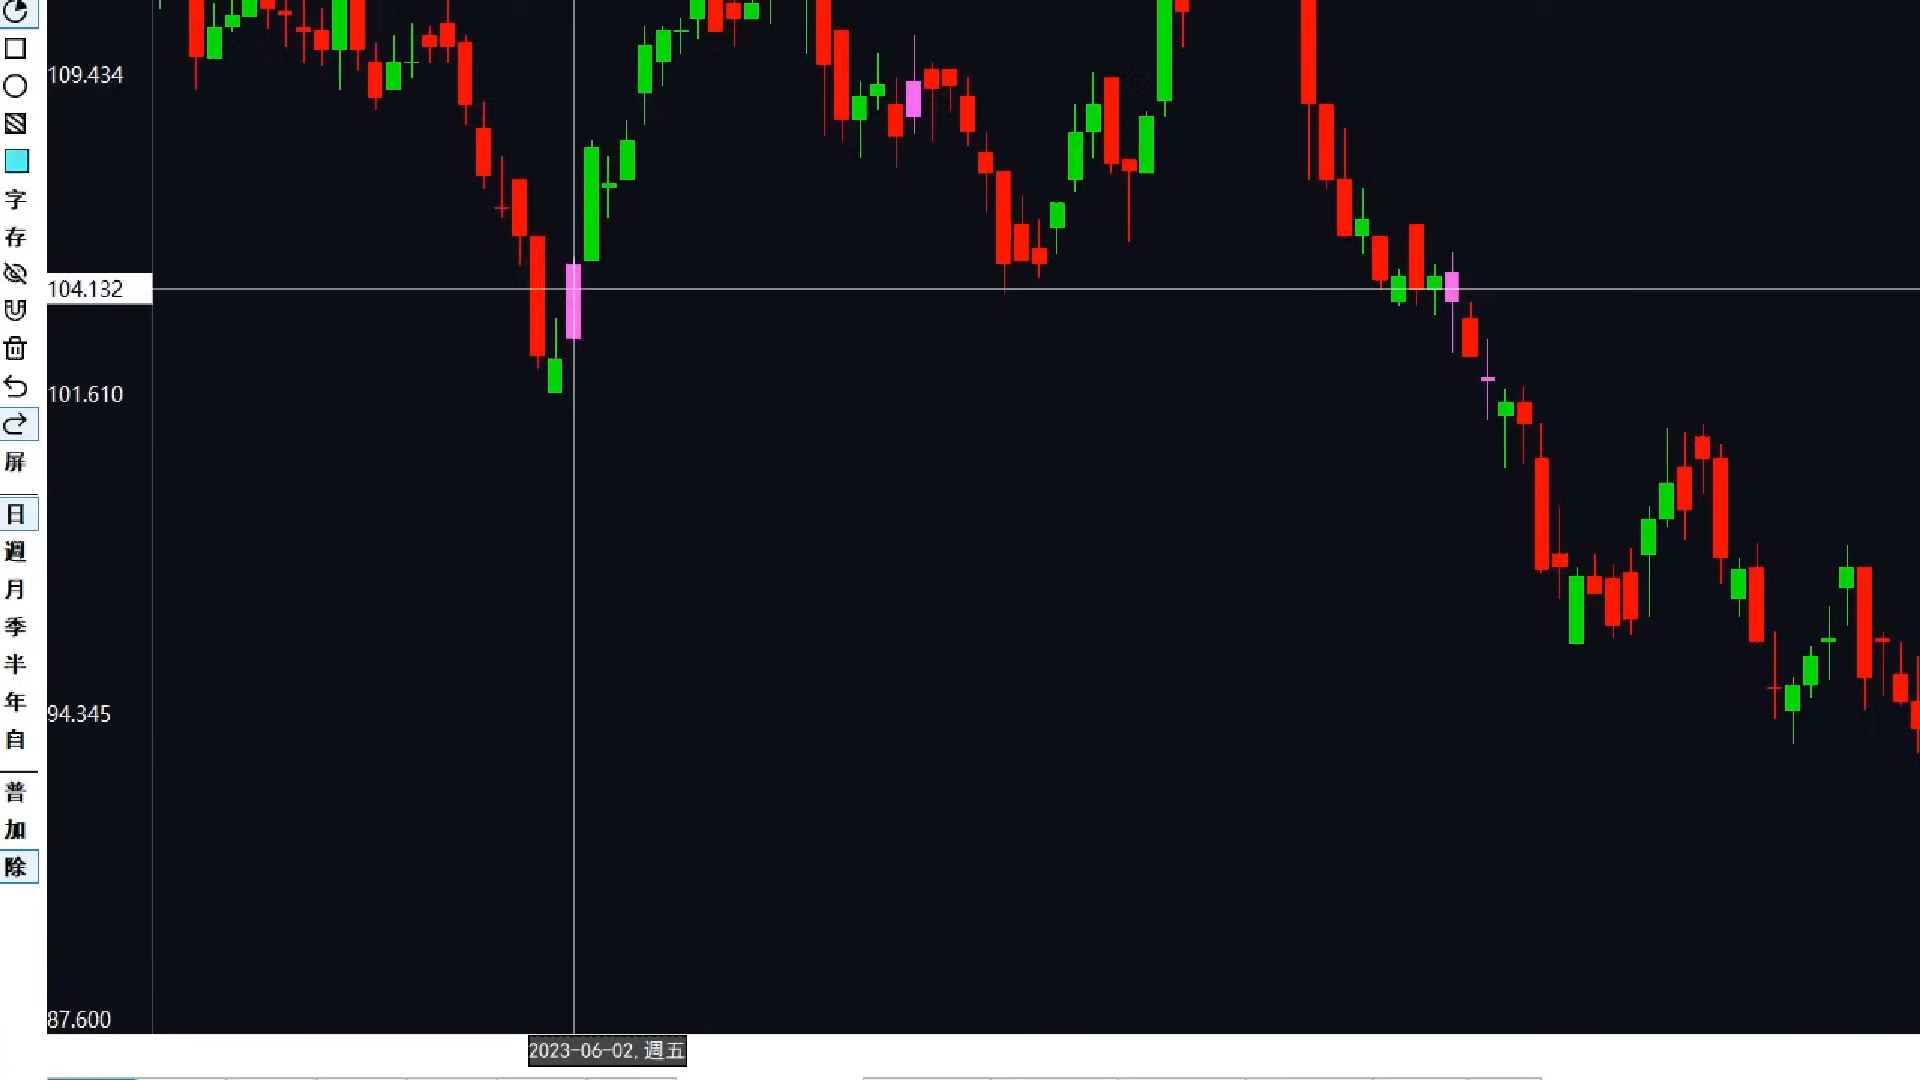 字
存
屏
日
週
月
季
半
年
自
普
加
除
109.434
104.132
101.610
94.345
87.600
2023-06-02,週五